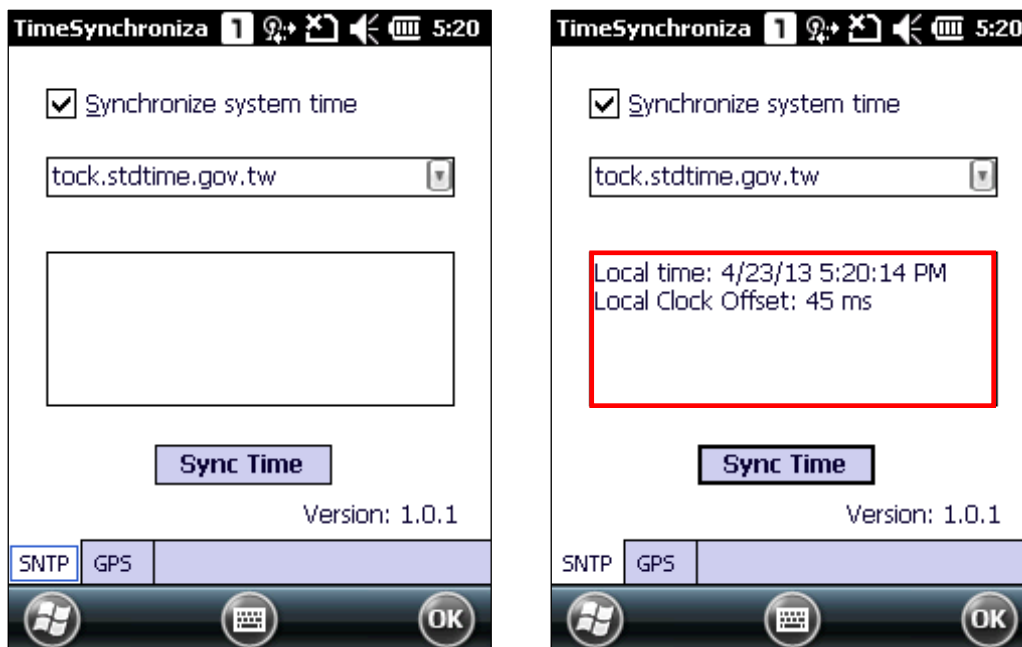 TimeSynchroniza 1 5:20
Synchronize system time
tock.stdtime.gov.tw
Sync Time
Version: 1.0.1
SNTP GPS
OK
TimeSynchroniza 1 5:20
Synchronize system time
tock.stdtime.gov.tw
Local time: 4/23/13 5:20:14 PM
Local Clock Offset: 45 ms
Sync Time
Version: 1.0.1
SNTP GPS
OK